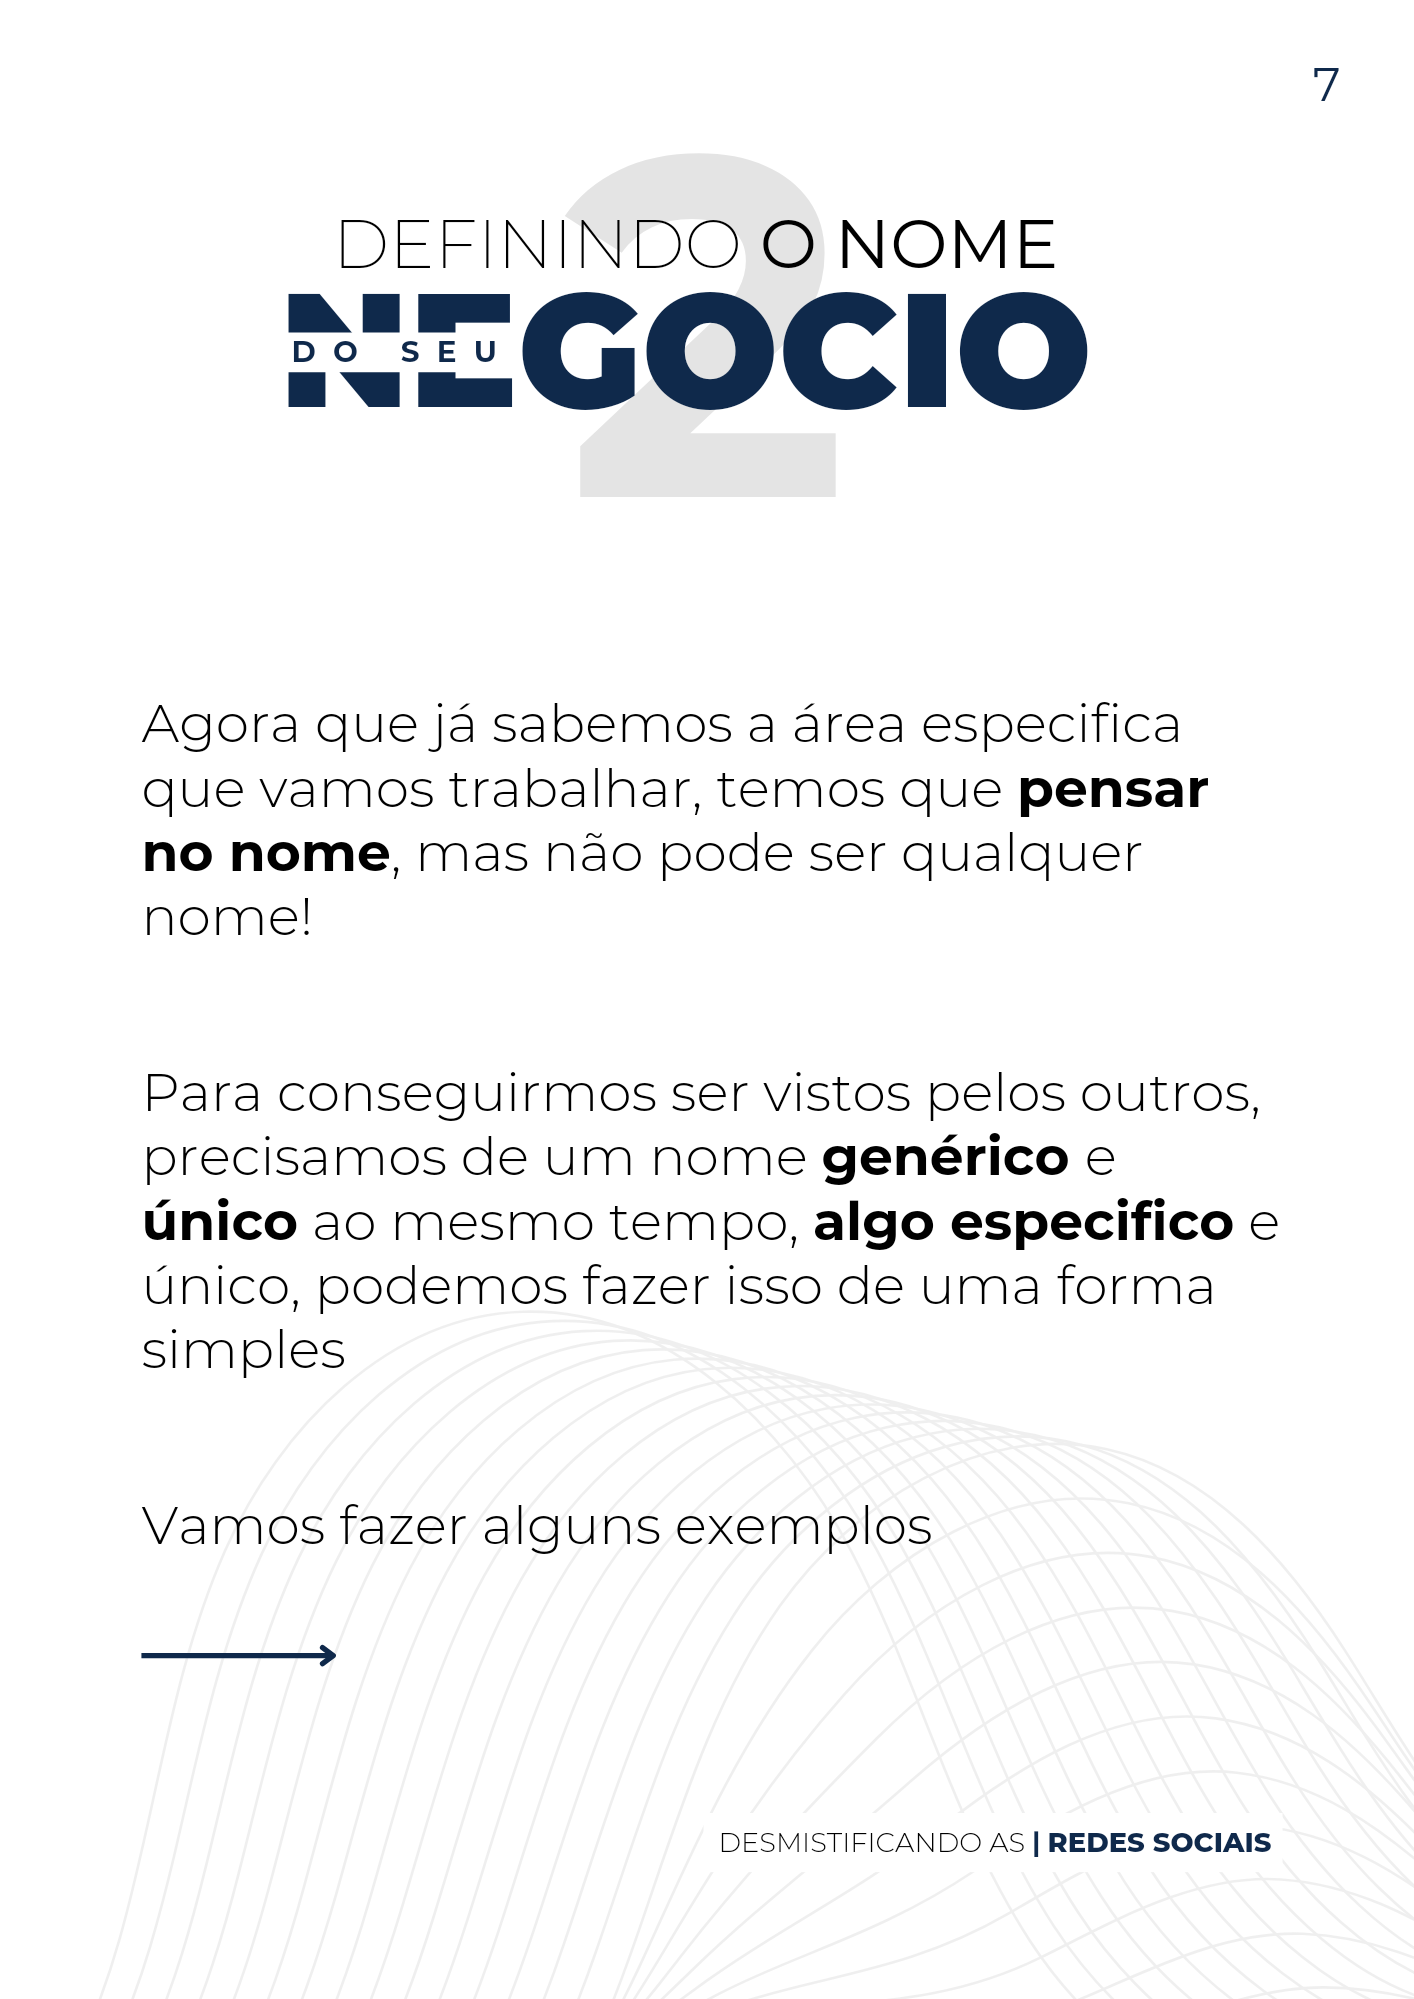 7
2
DEFININDO O NOME
DO SEU
NEGOCIO
Agora que já sabemos a área especifica
que vamos trabalhar, temos que pensar
no nome, mas não pode ser qualquer
nome!
Para conseguirmos ser vistos pelos outros,
precisamos de um nome genérico e
único ao mesmo tempo, algo especifico e
único, podemos fazer isso de uma forma
simples
Vamos fazer alguns exemplos
DESMISTIFICANDO AS | REDES SOCIAIS